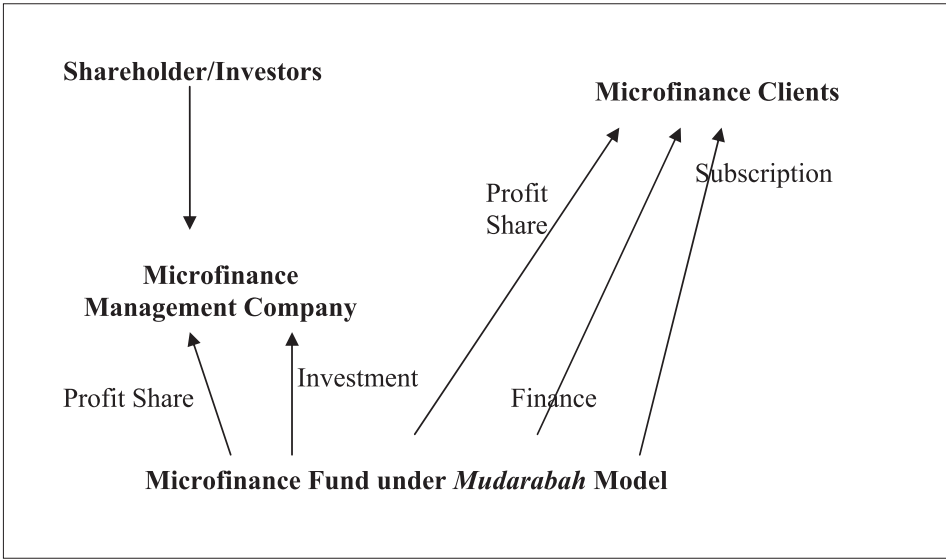 Shareholder/Investors
Microfinance Clients
Subscription
Profit
Share
Microfinance
Management Company
Investment
Profit Share
Finance
Microfinance Fund under Mudarabah Model